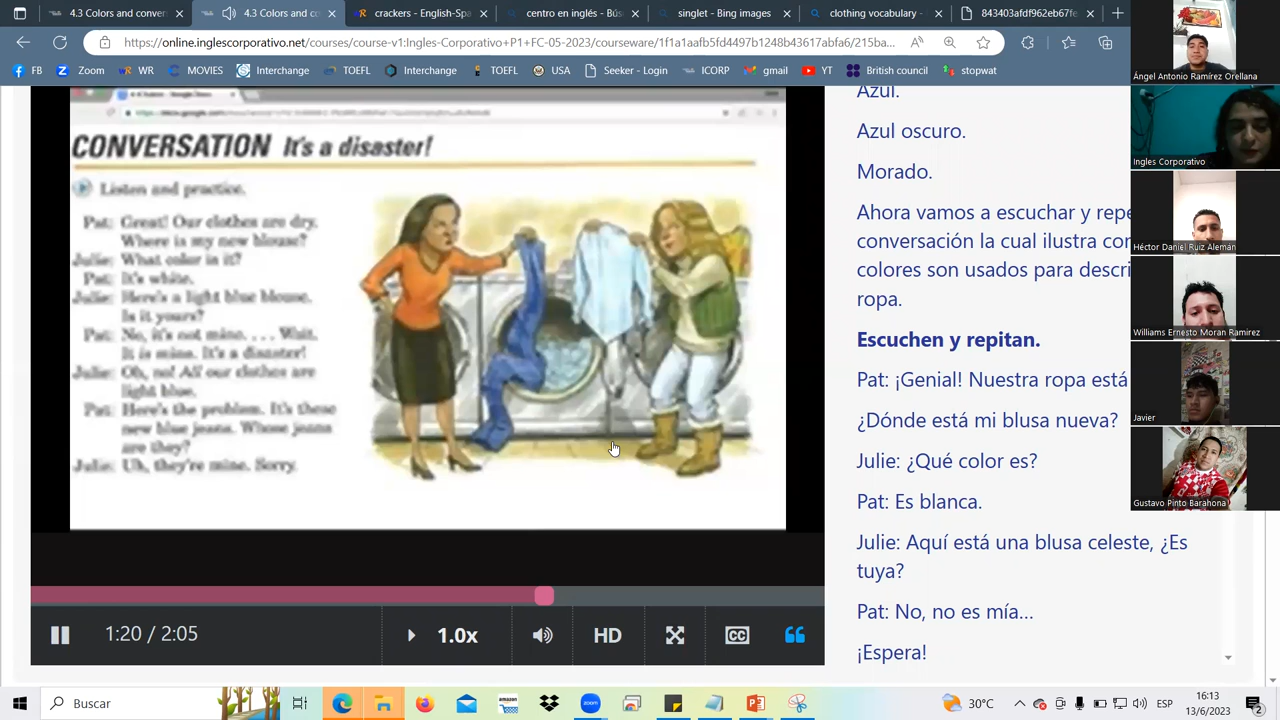 4.3 Colors and con
4.3 Colors and co
crackers - English-Spa
centro en inglés - Bús
singlet - Bing images
clothing vocabulary
843403afdf962eb67fe
https://online.inglescorporativo.net/courses/course-v1:Ingles-Corporativo+P1+FC-05-2023/courseware/1f1a1aafb5fd4497b1248b43617abfa6/215ba...
FB
Zoom
WR
MOVIES
Interchange
TOEFL
Interchange
TOEFL
USA
Seeker - Login
ICORP
gmail
YT
British council
stopwat
CONVERSATION It's a disaster!
Listen and practice.
Pat: Great! Our clothes are dry.
Where is my new blouse?
Julie: What color is it?
Pat: It's white.
Julie: Here's a light blue blouse.
Is it yours?
Pat: No, it's not mine. . . . Wait.
It is mine. It's a disaster!
Julie: Oh, no! All our clothes are
light blue.
Pat: Here's the problem. It's these
new blue jeans. Whose jeans
are they?
Julie: Uh, they're mine. Sorry.
1:20 / 2:05
1.0x
HD
CC
Azul.
Azul oscuro.
Morado.
Ahora vamos a escuchar y repe
conversación la cual ilustra co
colores son usados para descri
ropa.
Escuchen y repitan.
Pat: ¡Genial! Nuestra ropa está
¿Dónde está mi blusa nueva?
Julie: ¿Qué color es?
Pat: Es blanca.
Julie: Aquí está una blusa celeste, ¿Es
tuya?
Pat: No, no es mía...
¡Espera!
Ángel Antonio Ramírez Orellana
Ingles Corporativo
Héctor Daniel Ruiz Alemán
Williams Ernesto Moran Ramirez
Javier
Gustavo Pinto Barahona
Buscar
amazon
zoom
30°C
ESP
16:13
13/6/2023
2